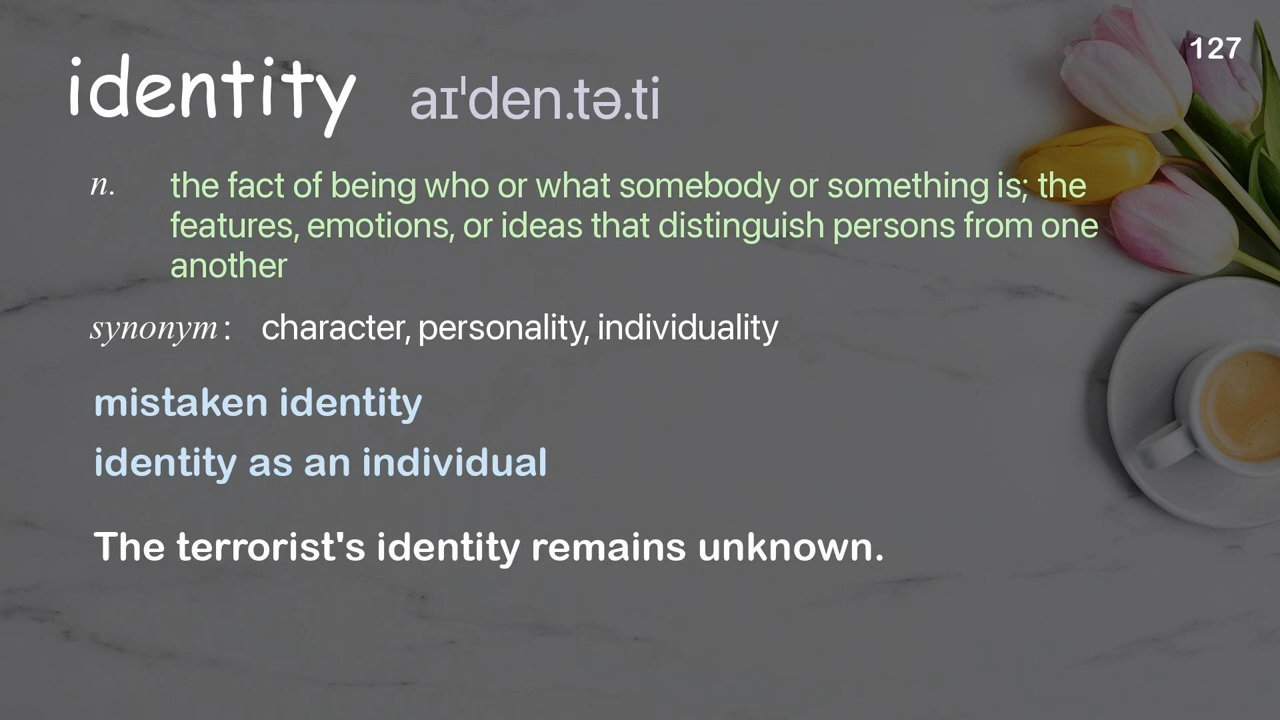 127
identity aɪˈden.tə.ti
n. the fact of being who or what somebody or something is; the
features, emotions, or ideas that distinguish persons from one
another
synonym: character, personality, individuality
mistaken identity
identity as an individual
The terrorist's identity remains unknown.